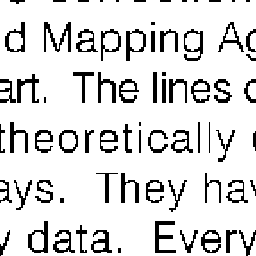 d Mapping Ag
art. The lines o
theoretically
ays. They hav
y data. Every